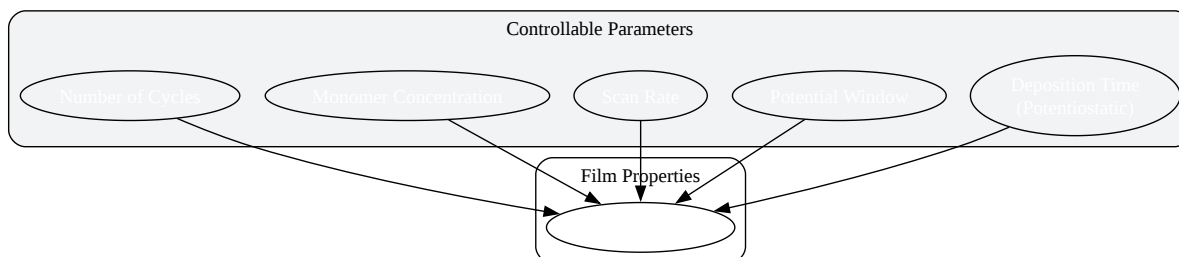 Controllable Parameters
Number of Cycles
Monomer Concentration
Scan Rate
Potential Window
Deposition Time
(Potentiostatic)
Film Properties